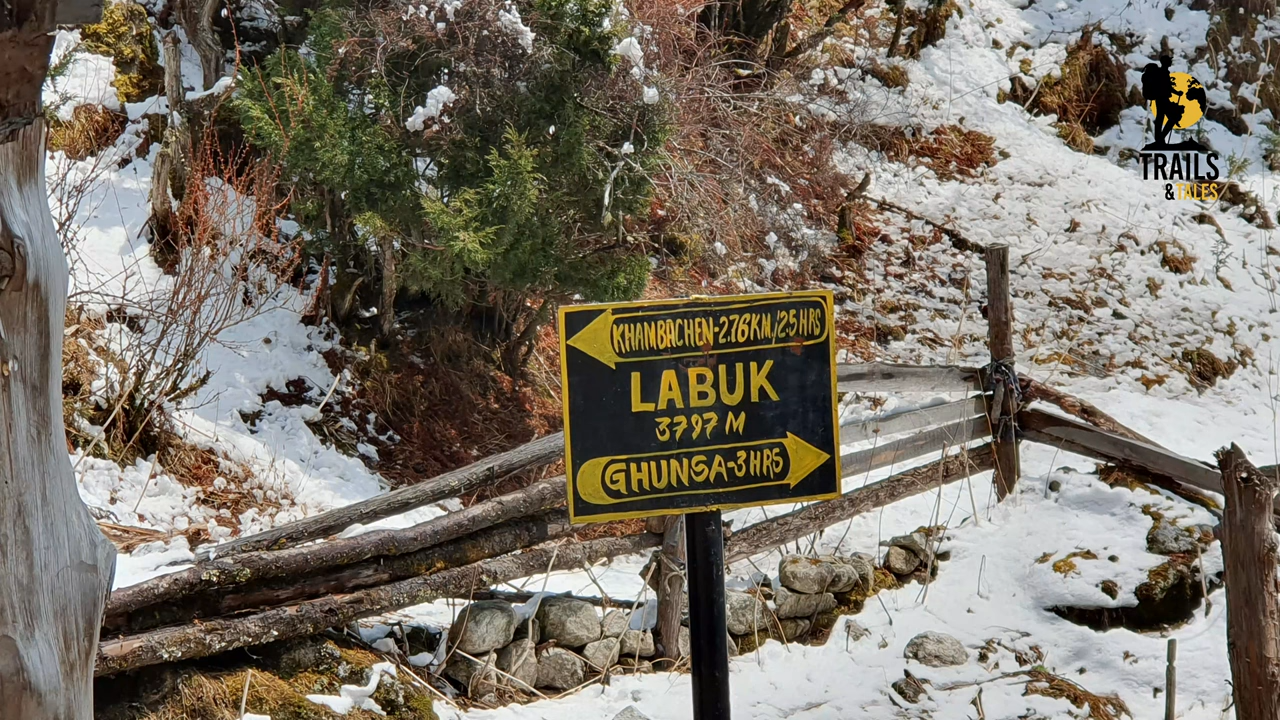 KHAMBACHEN-2.76KM./2.5 HRS
LABUK
3797 M
GHUNSA-3 HRS
TRAILS
&TALES